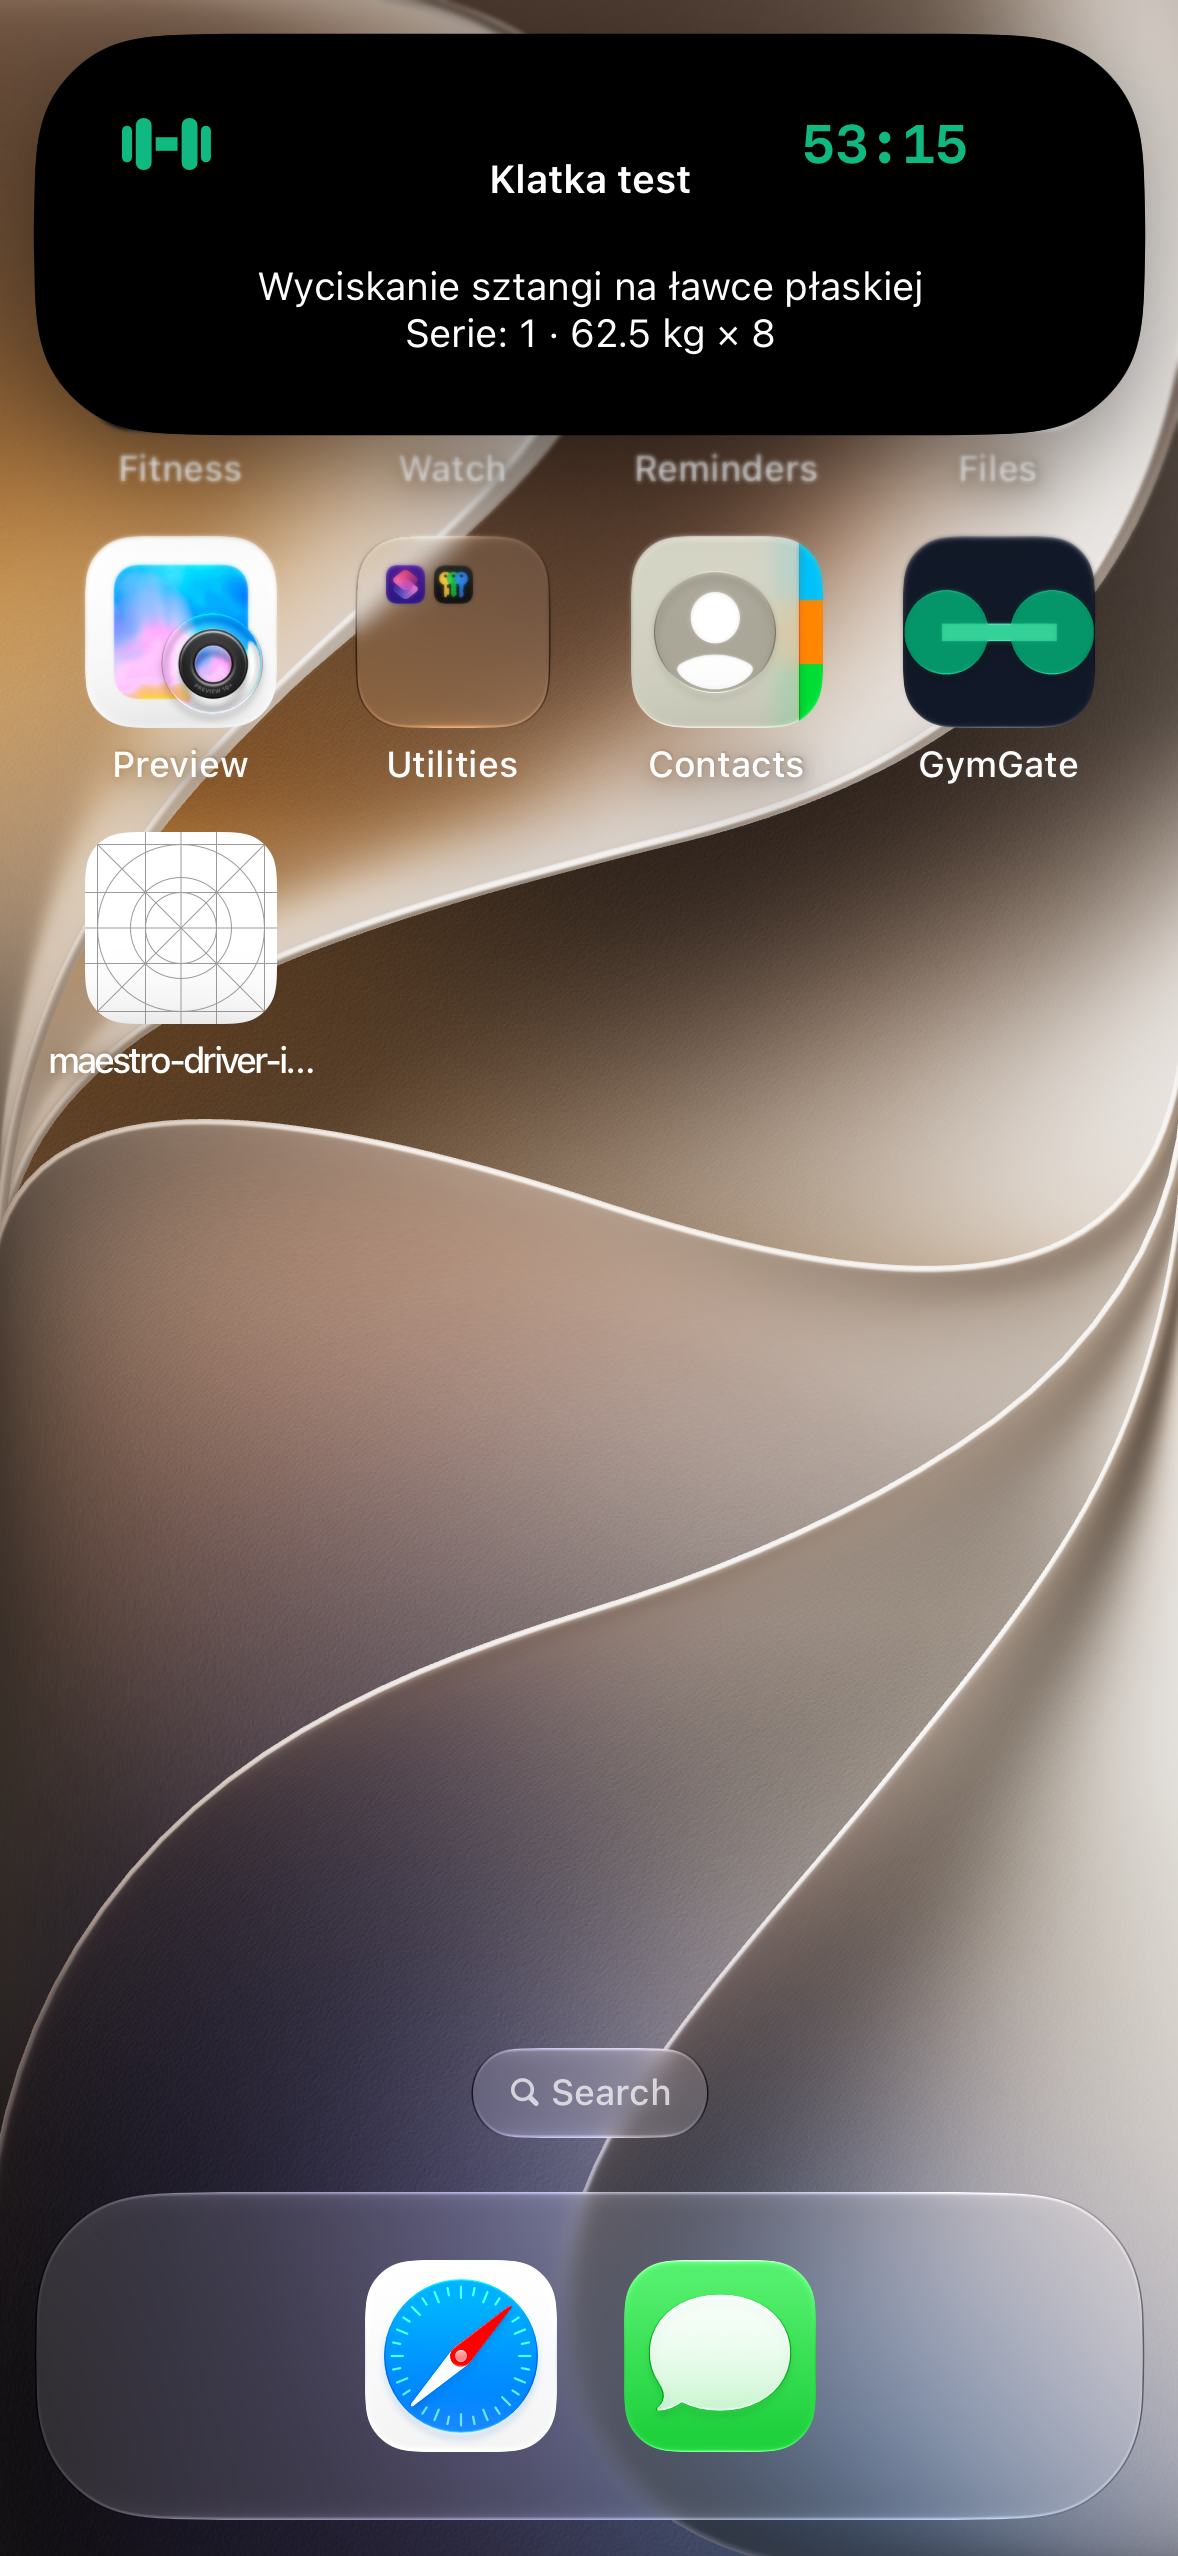 53:15
Klatka test
Wyciskanie sztangi na ławce płaskiej
Serie: 1 · 62.5 kg × 8
Fitness Watch Reminders Files
Preview Utilities Contacts GymGate
maestro-driver-i...
Search